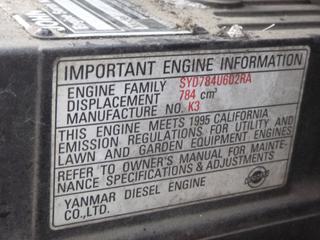 IMPORTANT ENGINE INFORMATION
ENGINE FAMILY SYD784U6D2RA
DISPLACEMENT 784 cm³
MANUFACTURE NO. K3
THIS ENGINE MEETS 1995 CALIFORNIA
EMISSION REGULATIONS FOR UTILITY AND
LAWN AND GARDEN EQUIPMENT ENGINES
REFER TO OWNER'S MANUAL FOR MAINTE-
NANCE SPECIFICATIONS & ADJUSTMENTS
YANMAR DIESEL ENGINE
CO.,LTD.